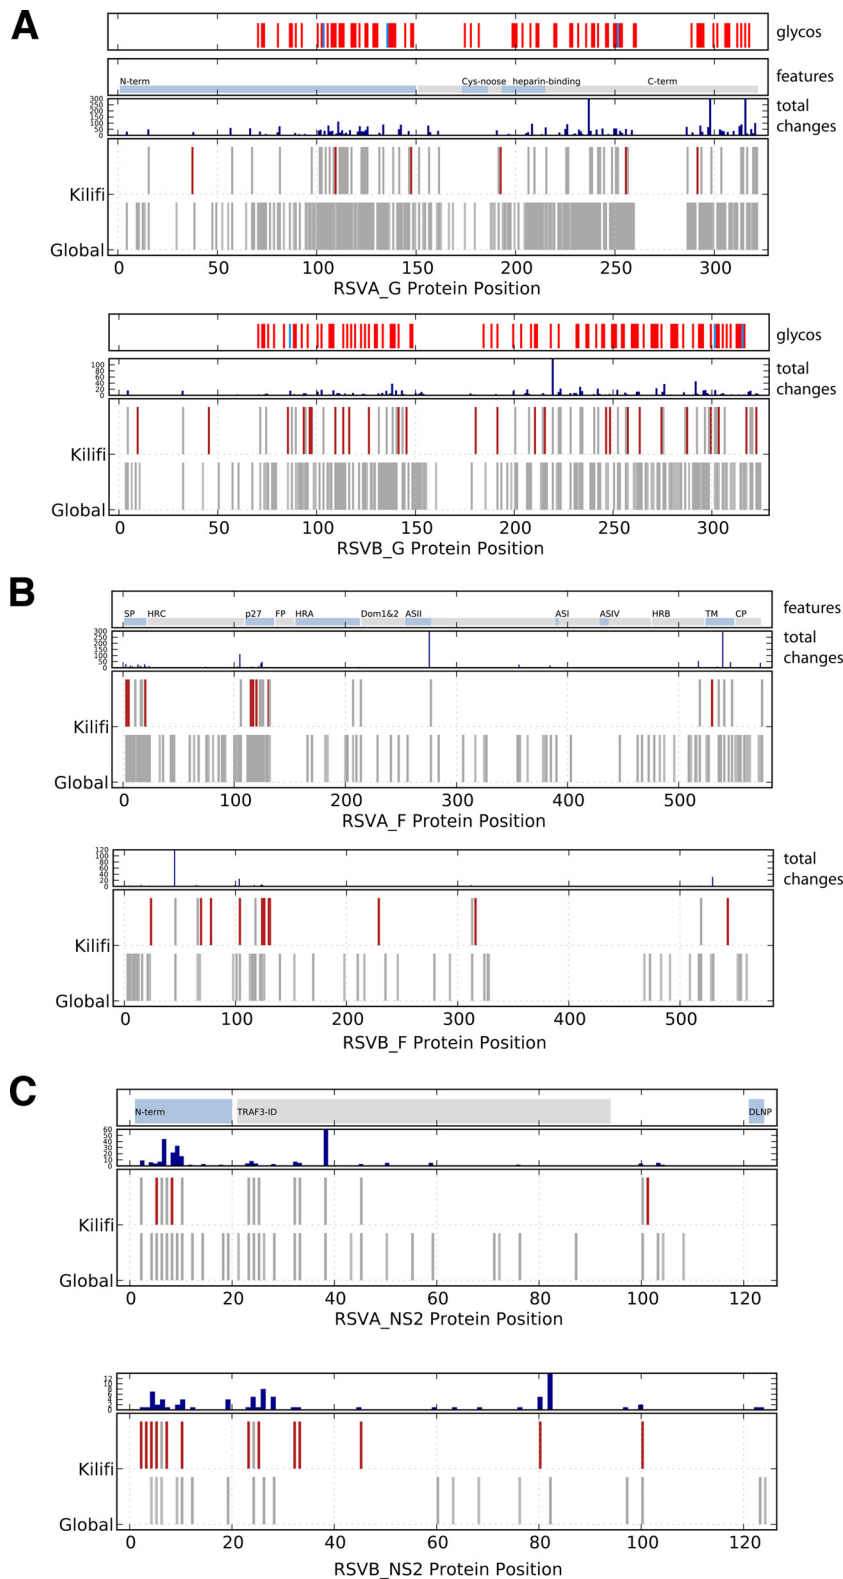 A
glycos
features
N-term Cys-noose heparin-binding C-term
total changes
300
250
200
150
100
50
0
Kilifi
Global
0 50 100 150 200 250 300
RSVA_G Protein Position
glycos
total changes
100
80
60
40
20
0
Kilifi
Global
0 50 100 150 200 250 300
RSVB_G Protein Position
B
features
SP HRC p27 FP HRA Dom1&2 ASII ASI ASIV HRB TM CP
total changes
300
250
200
150
100
50
0
Kilifi
Global
0 100 200 300 400 500
RSVA_F Protein Position
total changes
120
100
80
60
40
20
0
Kilifi
Global
0 100 200 300 400 500
RSVB_F Protein Position
C
N-term TRAF3-ID DLNP
60
50
40
30
20
10
0
Kilifi
Global
0 20 40 60 80 100 120
RSVA_NS2 Protein Position
12
10
8
6
4
2
0
Kilifi
Global
0 20 40 60 80 100 120
RSVB_NS2 Protein Position